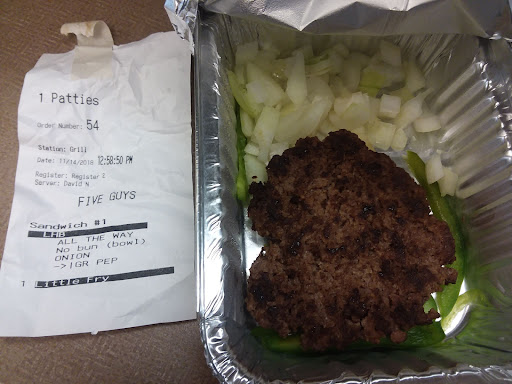 1 Patties
Order Number: 54
Station: Grill
Date: 11/14/2018 12:58:50 PM
Register: Register 2
Server: David N
FIVE GUYS
Sandwich #1
LHB
ALL THE WAY
No bun (bowl)
ONION
->|GR PEP
1 Little Fry